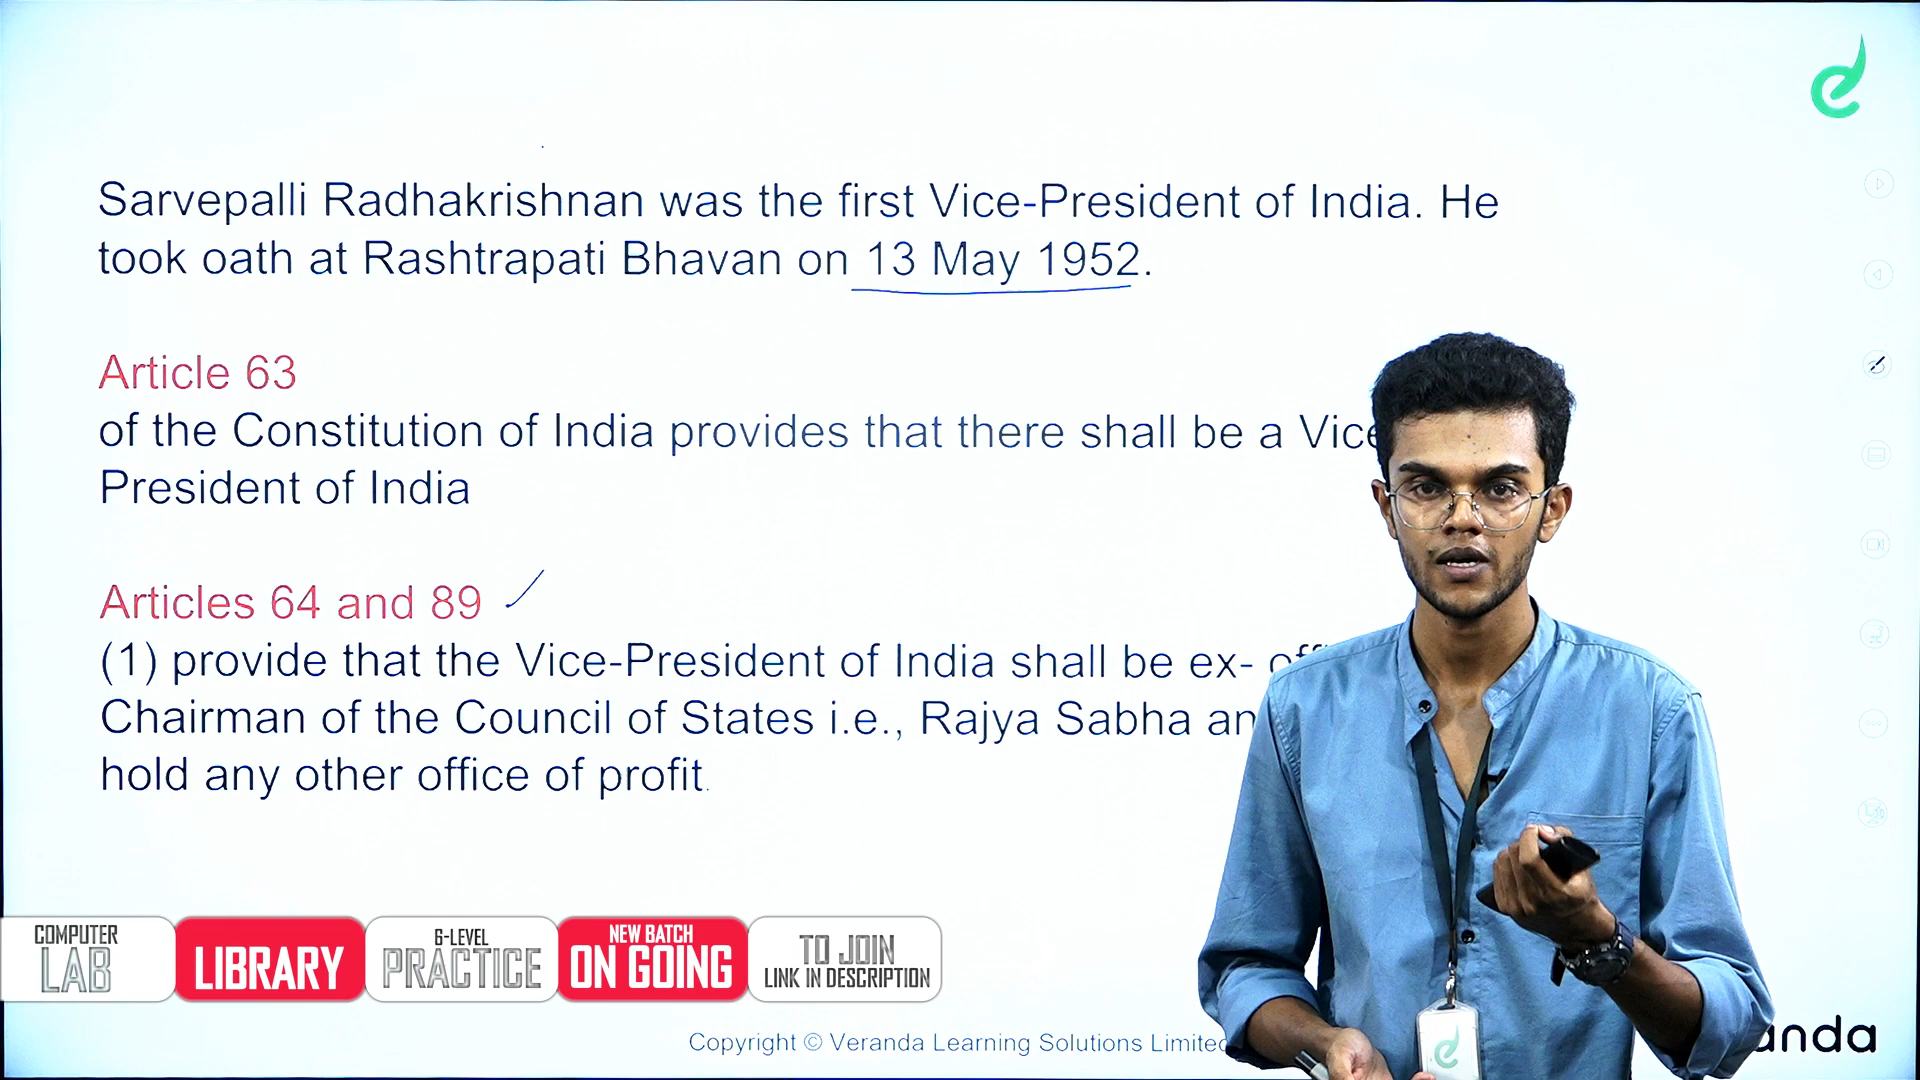 Sarvepalli Radhakrishnan was the first Vice-President of India. He
took oath at Rashtrapati Bhavan on 13 May 1952.
Article 63
of the Constitution of India provides that there shall be a Vice
President of India
Articles 64 and 89
(1) provide that the Vice-President of India shall be ex- off
Chairman of the Council of States i.e., Rajya Sabha an
hold any other office of profit.
COMPUTER
LAB
LIBRARY
6-LEVEL
PRACTICE
NEW BATCH
ON GOING
TO JOIN
LINK IN DESCRIPTION
Copyright © Veranda Learning Solutions Limited
anda